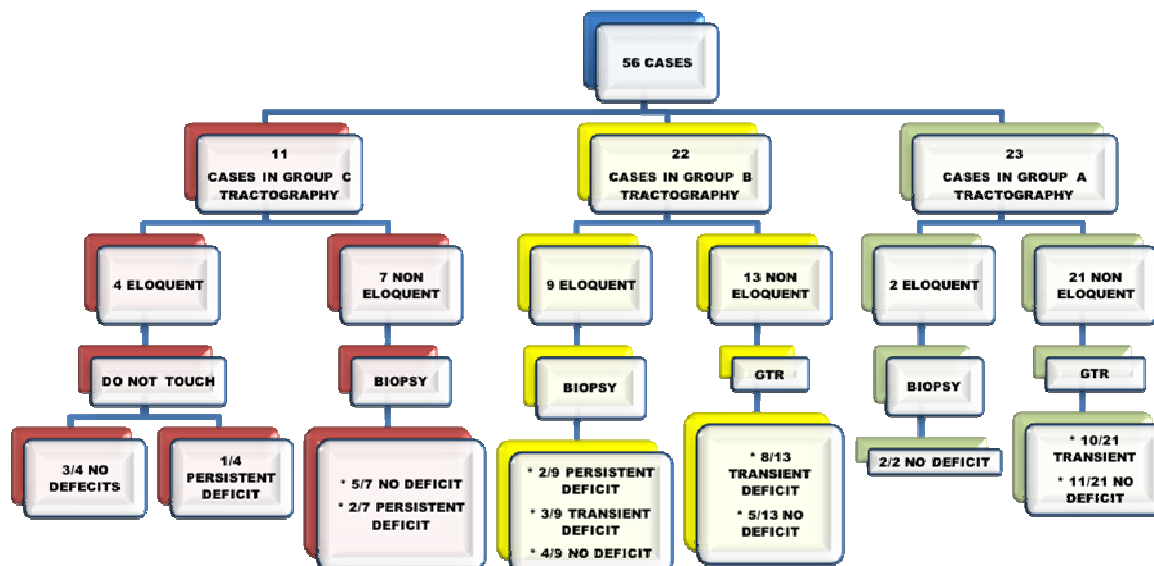 56 CASES
11
CASES IN GROUP C
TRACTOGRAPHY
22
CASES IN GROUP B
TRACTOGRAPHY
23
CASES IN GROUP A
TRACTOGRAPHY
4 ELOQUENT
7 NON
ELOQUENT
9 ELOQUENT
13 NON
ELOQUENT
2 ELOQUENT
21 NON
ELOQUENT
DO NOT TOUCH
BIOPSY
BIOPSY
GTR
BIOPSY
GTR
3/4 NO
DEFECITS
1/4
PERSISTENT
DEFICIT
* 5/7 NO DEFICIT
* 2/7 PERSISTENT
DEFICIT
* 2/9 PERSISTENT
DEFICIT
* 3/9 TRANSIENT
DEFICIT
* 4/9 NO DEFICIT
* 8/13
TRANSIENT
DEFICIT
* 5/13 NO
DEFICIT
2/2 NO DEFICIT
* 10/21
TRANSIENT
* 11/21 NO
DEFICIT